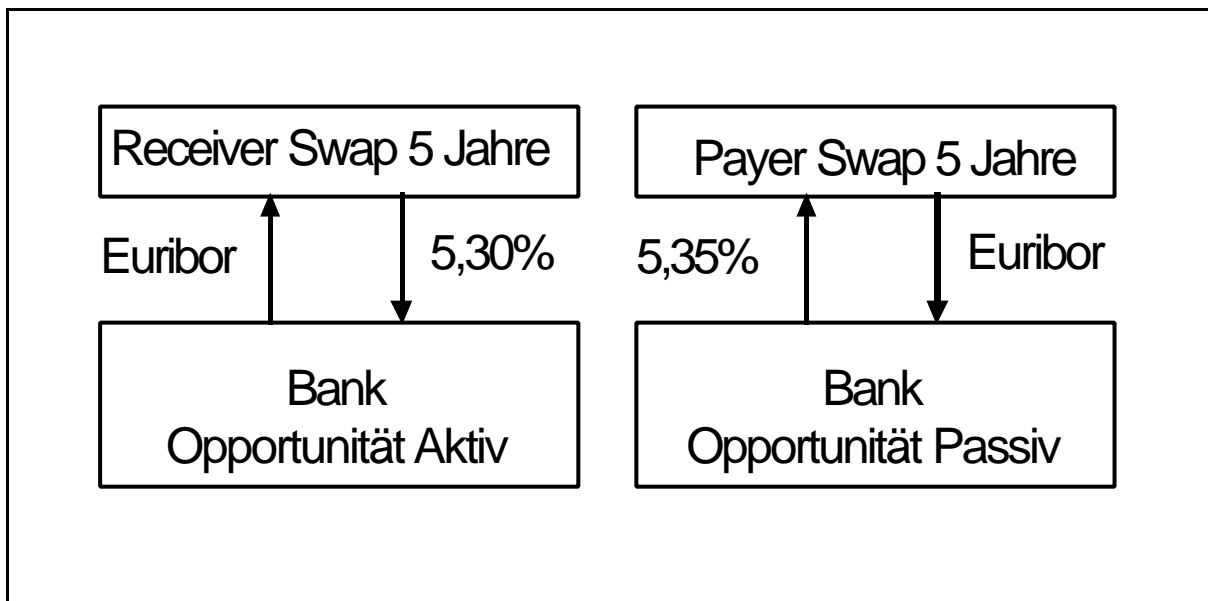 Receiver Swap 5 Jahre
Euribor
5,30%
Bank
Opportunität Aktiv
Payer Swap 5 Jahre
5,35%
Euribor
Bank
Opportunität Passiv